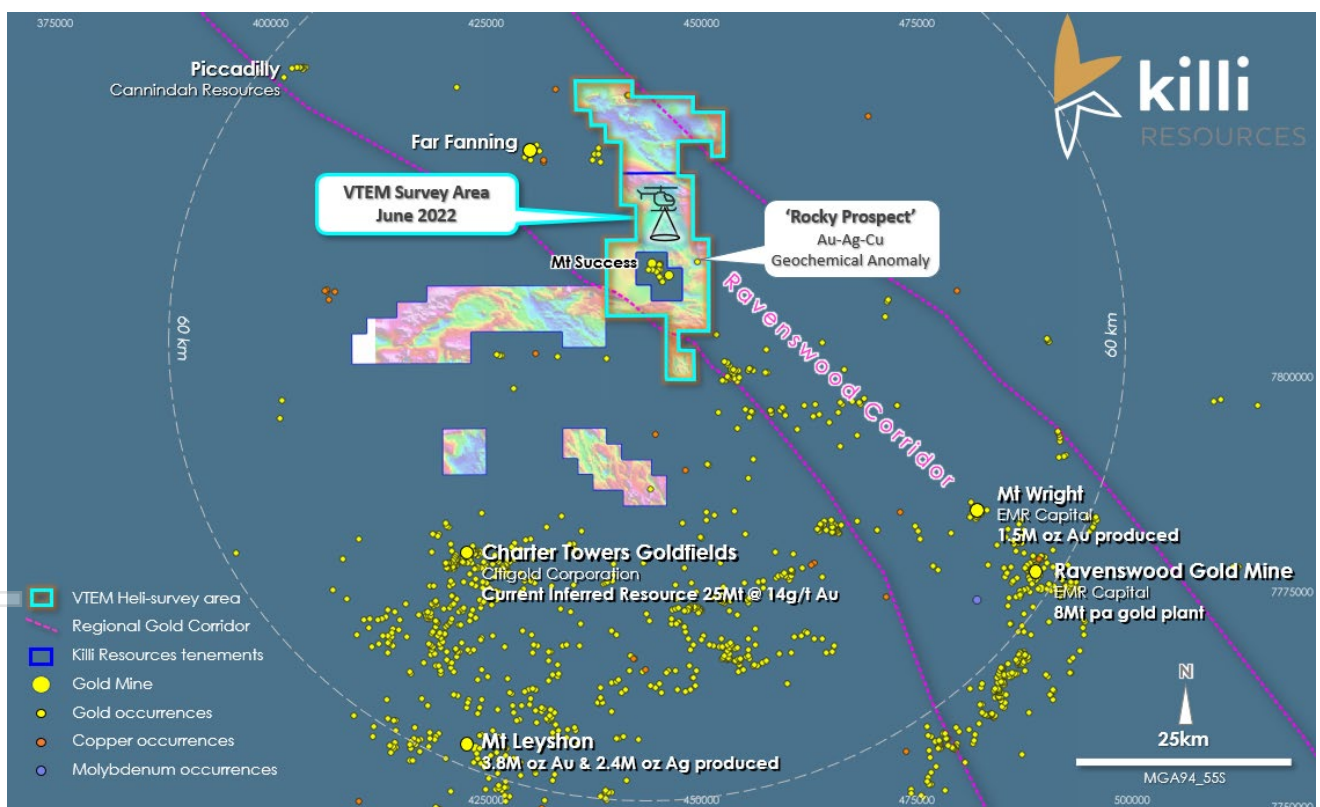 375000
400000
425000
450000
475000
killi
RESOURCES
Piccadilly
Cannindah Resources
Far Fanning
VTEM Survey Area
June 2022
'Rocky Prospect'
Au-Ag-Cu
Geochemical Anomaly
Mt Success
Ravenswood Corridor
60 km
60 km
7800000
Mt Wright
EMR Capital
1.5M oz Au produced
Charter Towers Goldfields
Citigold Corporation
Current Inferred Resource 25Mt @ 14g/t Au
Ravenswood Gold Mine
EMR Capital
8Mt pa gold plant
7775000
VTEM Heli-survey area
Regional Gold Corridor
Killi Resources tenements
Gold Mine
Gold occurrences
Copper occurrences
Molybdenum occurrences
Mt Leyshon
3.8M oz Au & 2.4M oz Ag produced
N
25km
MGA94_55S
425000
450000
475000
500000
7750000